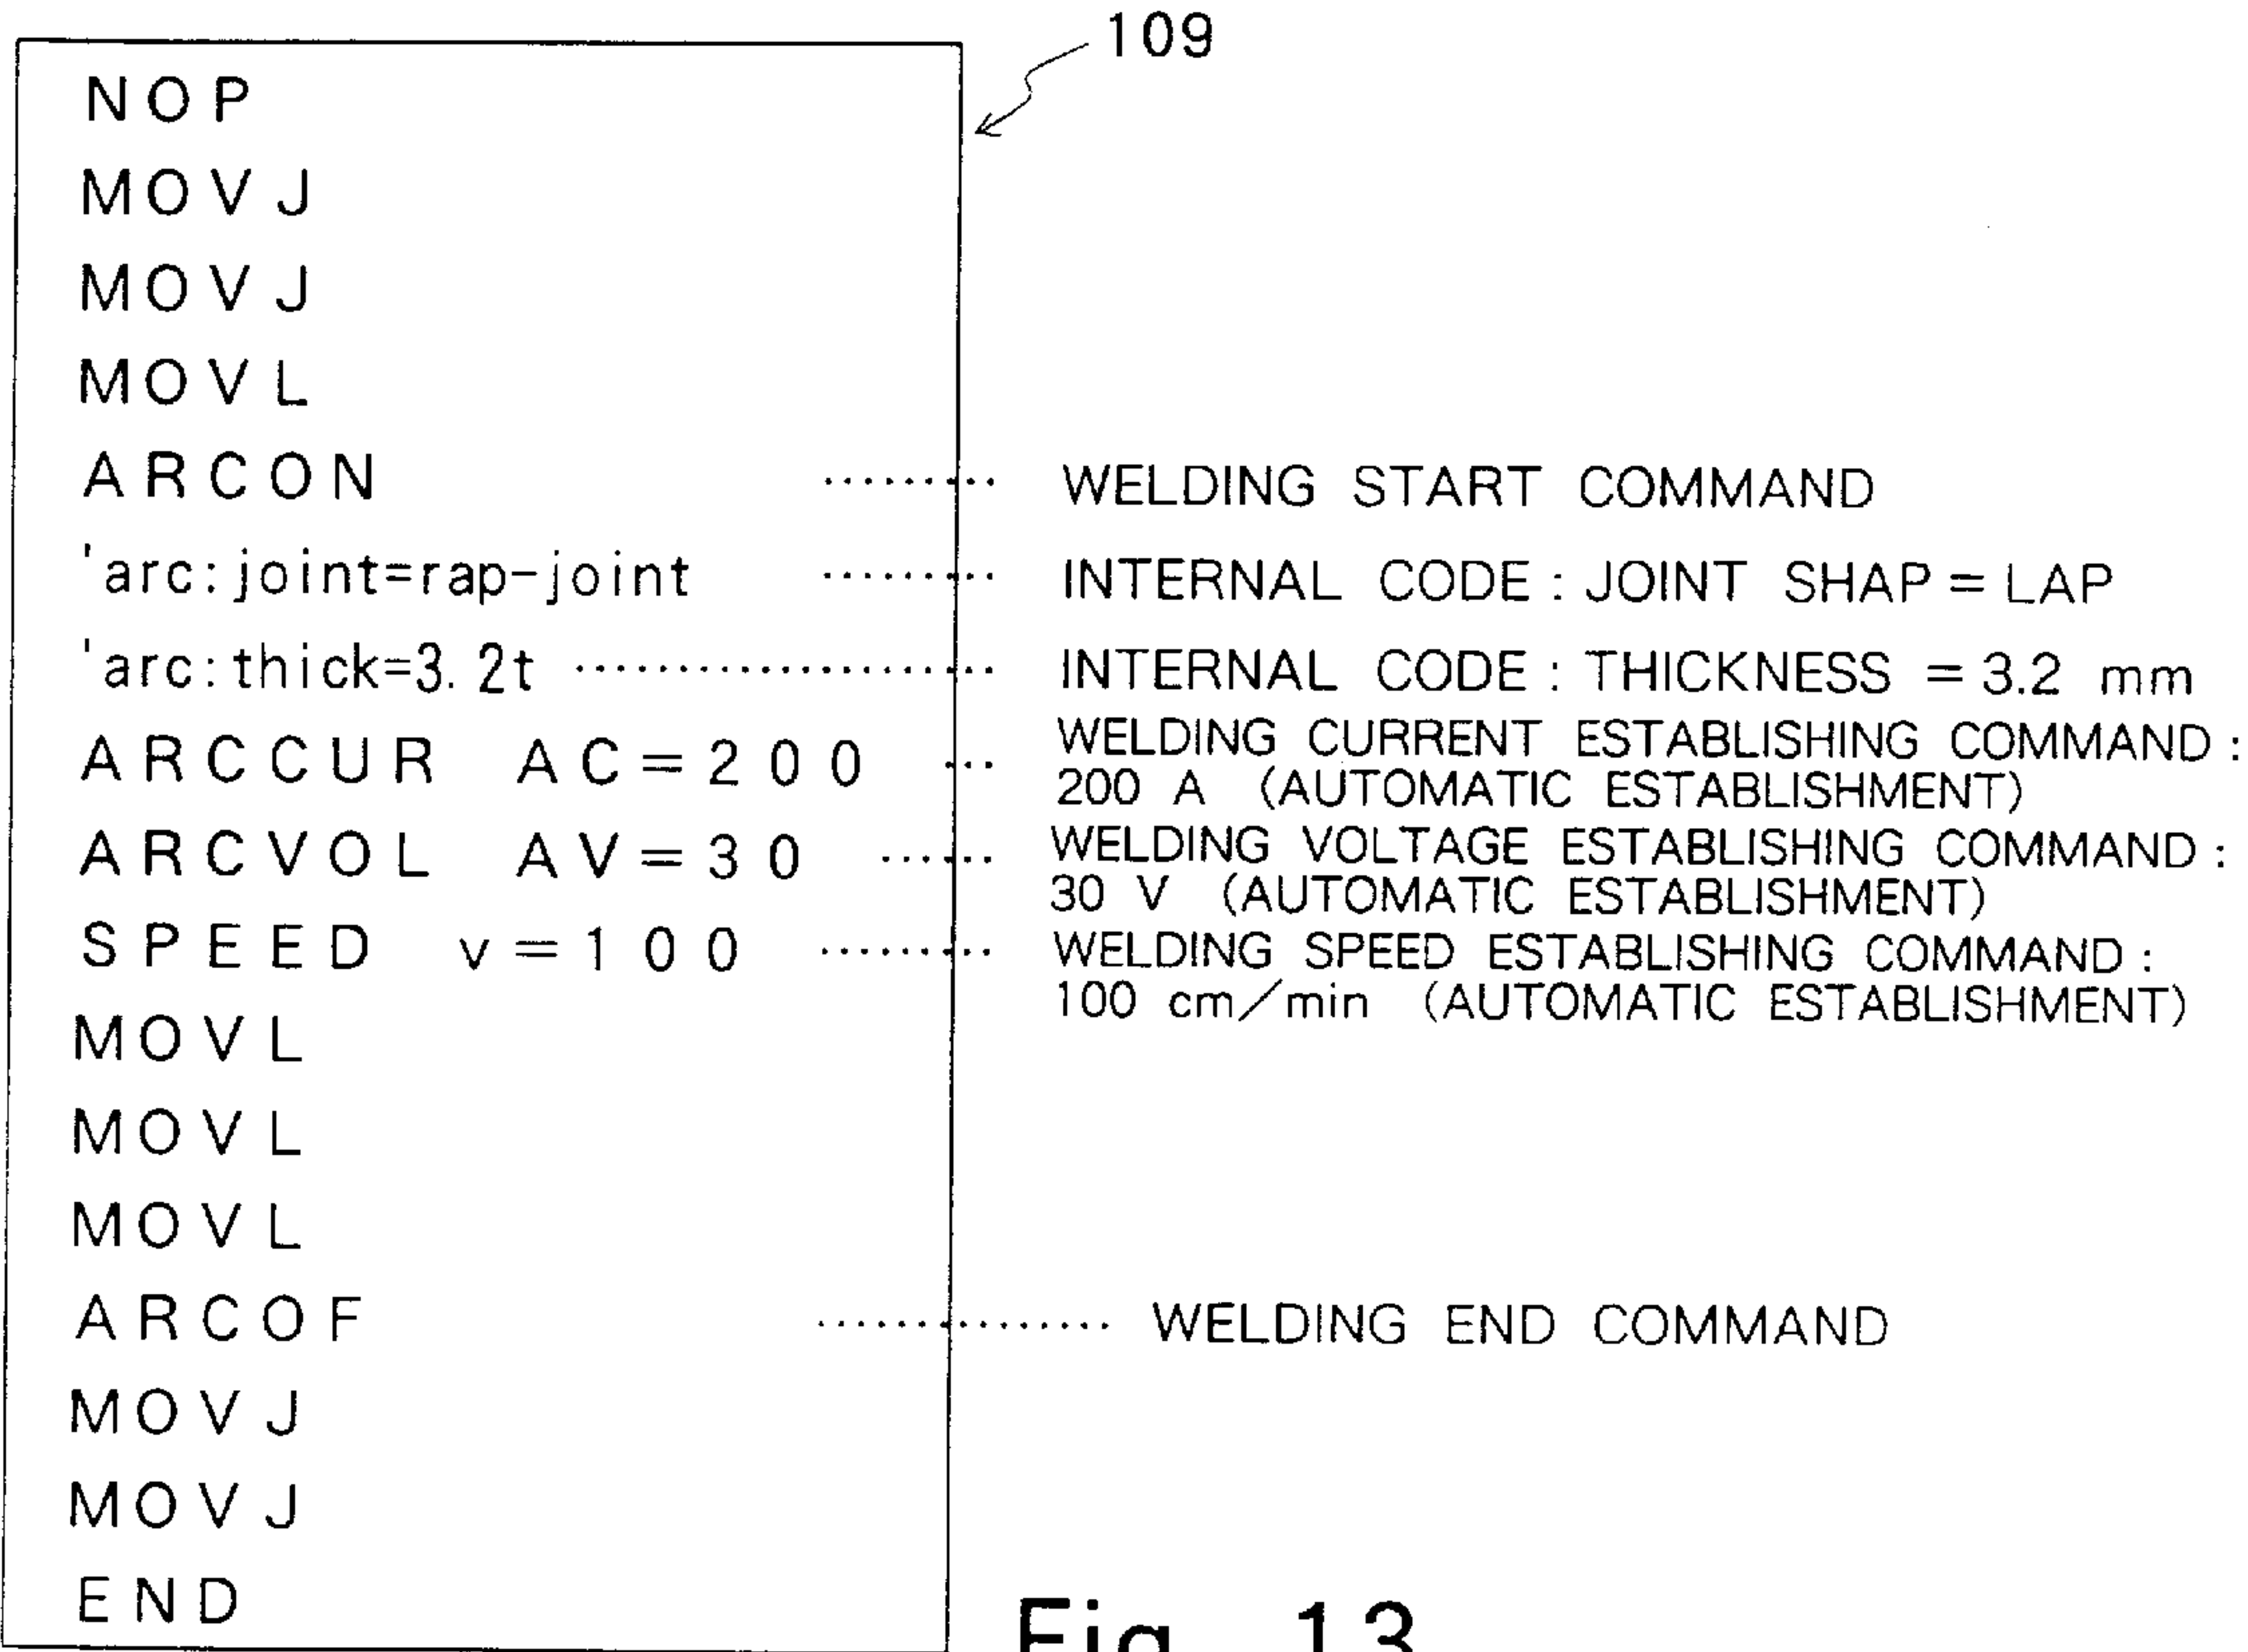 109
NOP
MOVJ
MOVJ
MOVL
ARCON ········· WELDING START COMMAND
'arc:joint=rap-joint ········· INTERNAL CODE : JOINT SHAP = LAP
'arc:thick=3.2t ····················· INTERNAL CODE : THICKNESS = 3.2 mm
ARCCUR AC=200 ··· WELDING CURRENT ESTABLISHING COMMAND :
200 A (AUTOMATIC ESTABLISHMENT)
ARCVOL AV=30 ······ WELDING VOLTAGE ESTABLISHING COMMAND :
30 V (AUTOMATIC ESTABLISHMENT)
SPEED v=100 ········· WELDING SPEED ESTABLISHING COMMAND :
100 cm/min (AUTOMATIC ESTABLISHMENT)
MOVL
MOVL
MOVL
ARCOF ··············· WELDING END COMMAND
MOVJ
MOVJ
END
Fig. 13